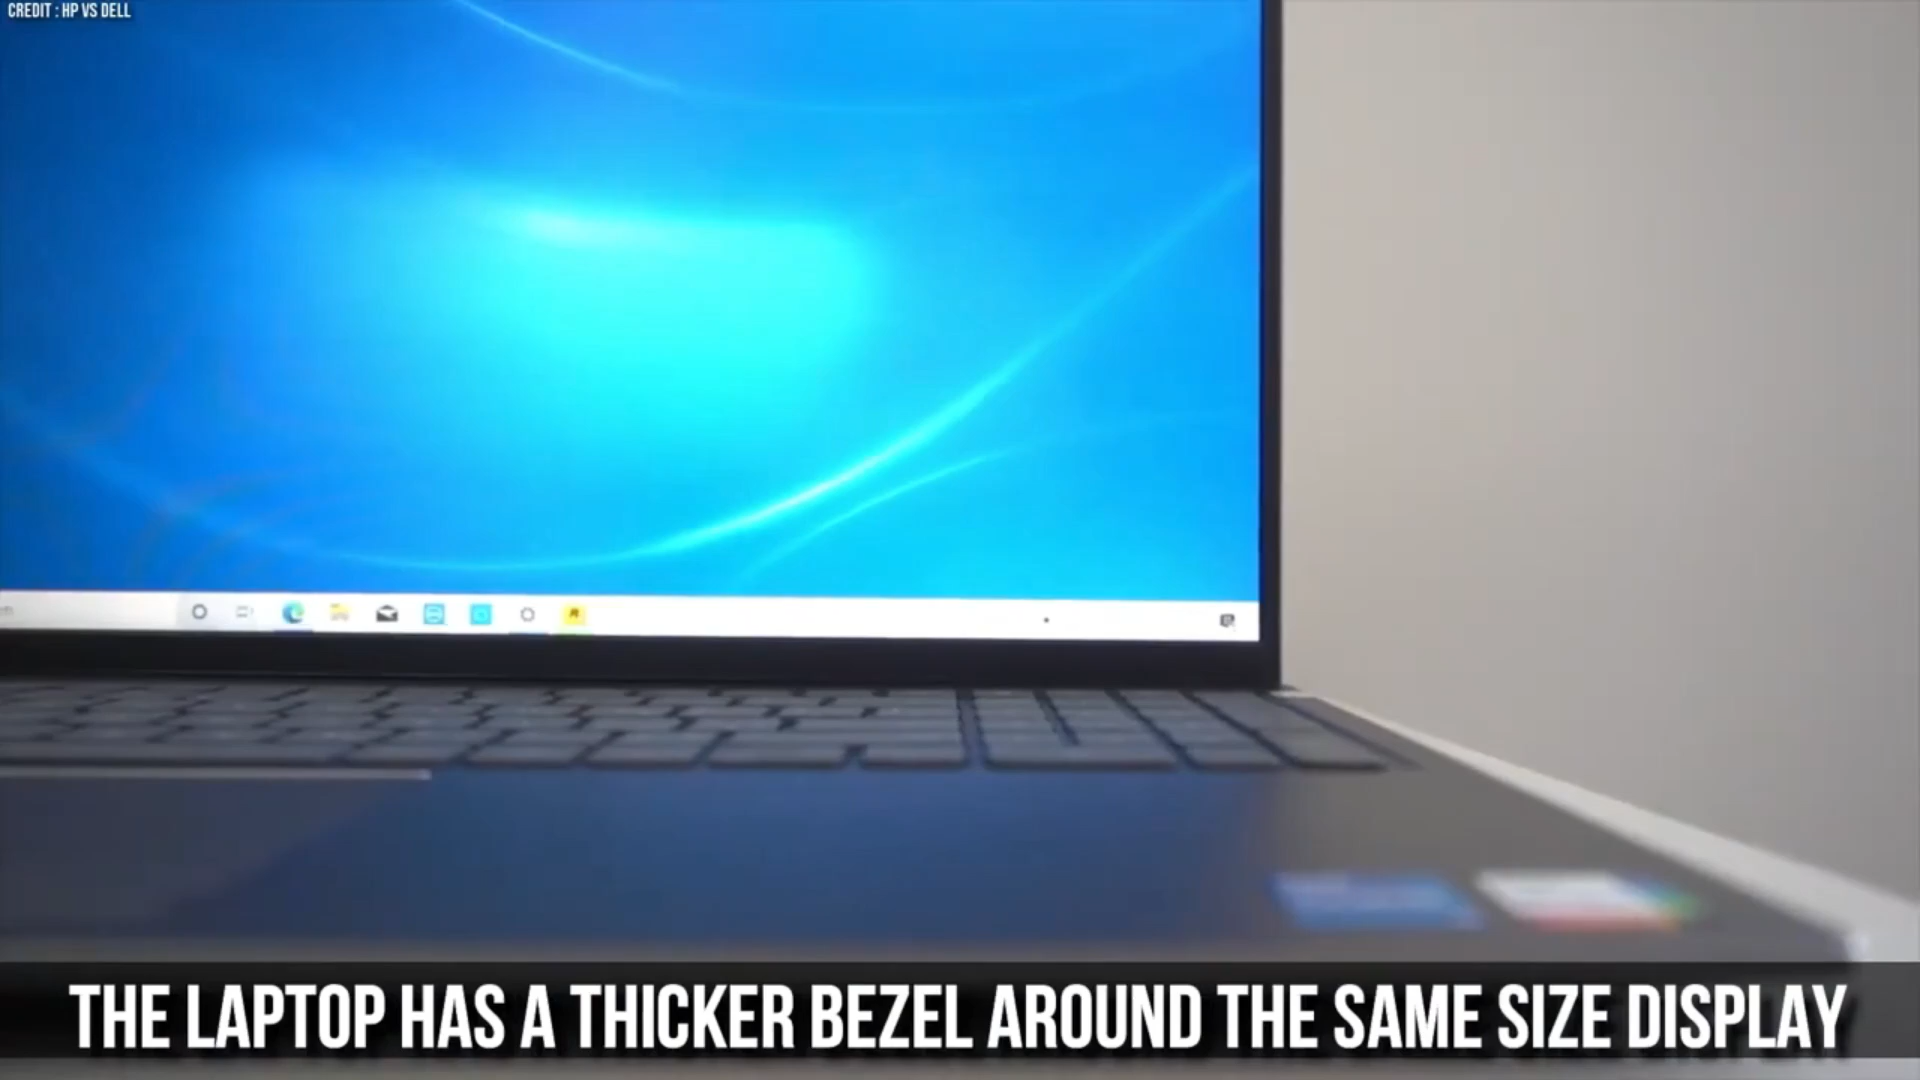 CREDIT : HP VS DELL
THE LAPTOP HAS A THICKER BEZEL AROUND THE SAME SIZE DISPLAY